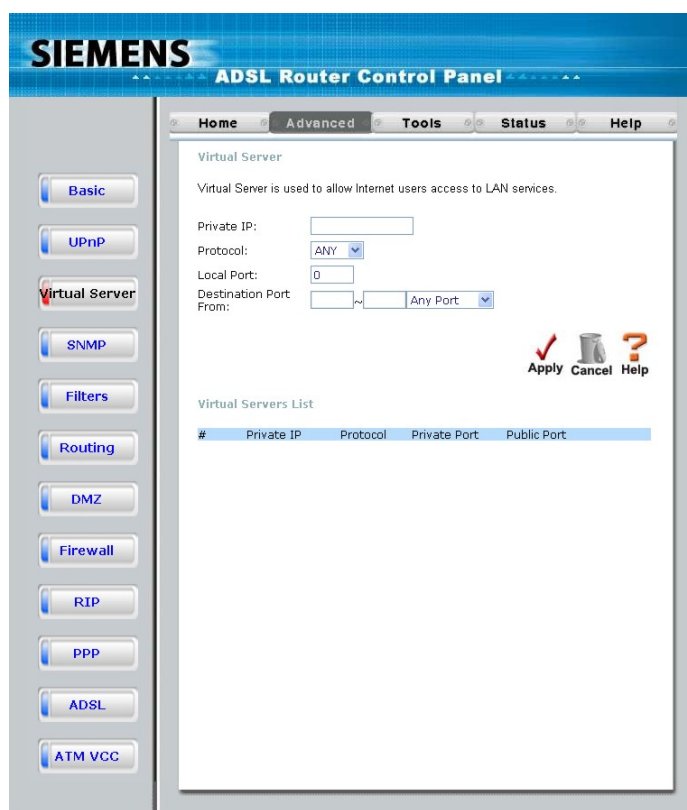 SIEMENS
ADSL Router Control Panel
Home Advanced Tools Status Help
Basic
UPnP
Virtual Server
SNMP
Filters
Routing
DMZ
Firewall
RIP
PPP
ADSL
ATM VCC
Virtual Server
Virtual Server is used to allow Internet users access to LAN services.
Private IP:
Protocol: ANY
Local Port: 0
Destination Port
From: ~ Any Port
Apply Cancel Help
Virtual Servers List
# Private IP Protocol Private Port Public Port